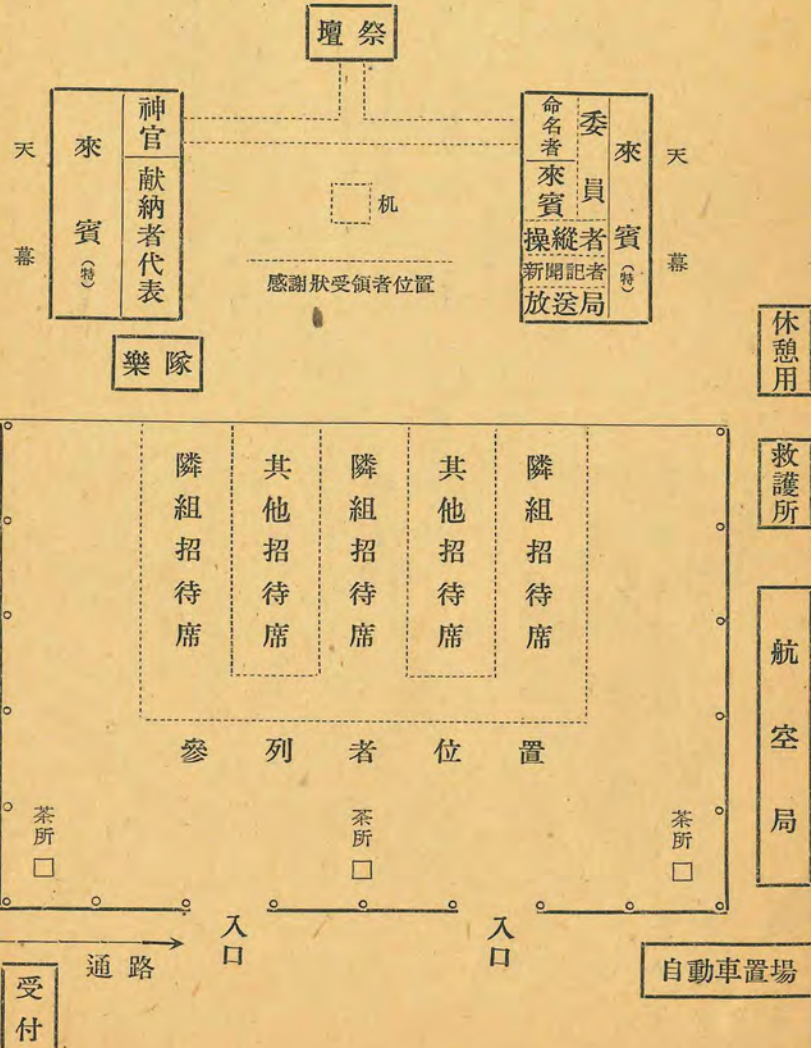 壇祭
天幕
來賓(特)
神官
献納者代表
机
感謝狀受領者位置
命名者
來賓
委員
來賓(特)
操縱者
新聞記者
放送局
天幕
樂隊
休憩用
救護所
航空局
隣組招待席
其他招待席
隣組招待席
其他招待席
隣組招待席
參列者位置
茶所
茶所
茶所
入口
入口
通路
受付
自動車置場